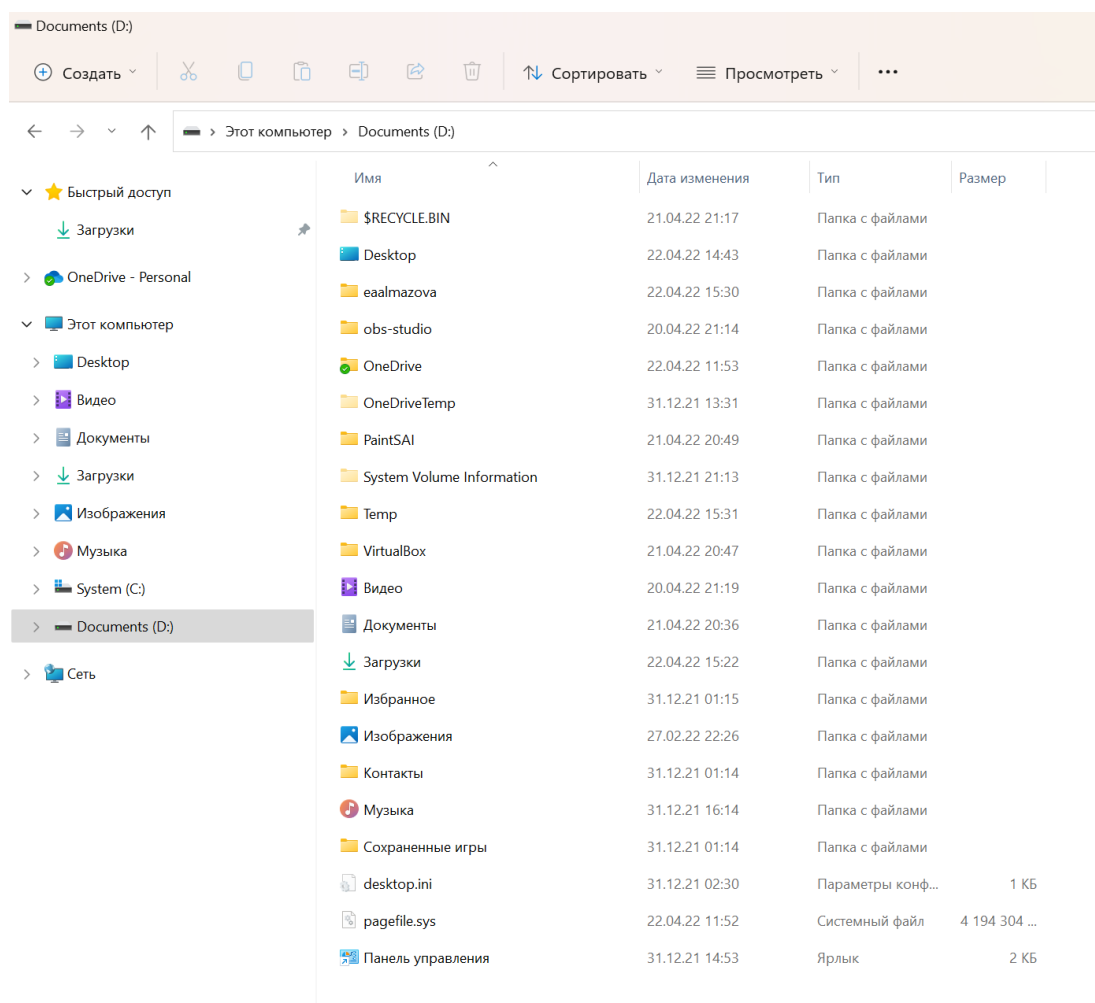 Documents (D:)
Создать
Сортировать
Просмотреть
Этот компьютер > Documents (D:)
Быстрый доступ
Загрузки
OneDrive - Personal
Этот компьютер
Desktop
Видео
Документы
Загрузки
Изображения
Музыка
System (C:)
Documents (D:)
Сеть
Имя Дата изменения Тип Размер
$RECYCLE.BIN 21.04.22 21:17 Папка с файлами
Desktop 22.04.22 14:43 Папка с файлами
eaalmazova 22.04.22 15:30 Папка с файлами
obs-studio 20.04.22 21:14 Папка с файлами
OneDrive 22.04.22 11:53 Папка с файлами
OneDriveTemp 31.12.21 13:31 Папка с файлами
PaintSAI 21.04.22 20:49 Папка с файлами
System Volume Information 31.12.21 21:13 Папка с файлами
Temp 22.04.22 15:31 Папка с файлами
VirtualBox 21.04.22 20:47 Папка с файлами
Видео 20.04.22 21:19 Папка с файлами
Документы 21.04.22 20:36 Папка с файлами
Загрузки 22.04.22 15:22 Папка с файлами
Избранное 31.12.21 01:15 Папка с файлами
Изображения 27.02.22 22:26 Папка с файлами
Контакты 31.12.21 01:14 Папка с файлами
Музыка 31.12.21 16:14 Папка с файлами
Сохраненные игры 31.12.21 01:14 Папка с файлами
desktop.ini 31.12.21 02:30 Параметры конф... 1 КБ
pagefile.sys 22.04.22 11:52 Системный файл 4 194 304 ...
Панель управления 31.12.21 14:53 Ярлык 2 КБ